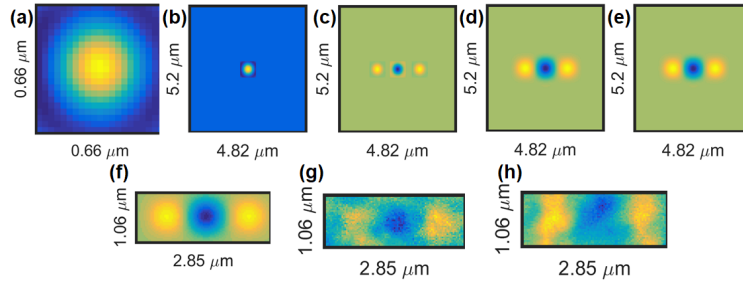 (a) (b) (c) (d) (e)
0.66 μm 5.2 μm 5.2 μm 5.2 μm 5.2 μm
0.66 μm 4.82 μm 4.82 μm 4.82 μm 4.82 μm
(f) (g) (h)
1.06 μm 1.06 μm 1.06 μm
2.85 μm 2.85 μm 2.85 μm